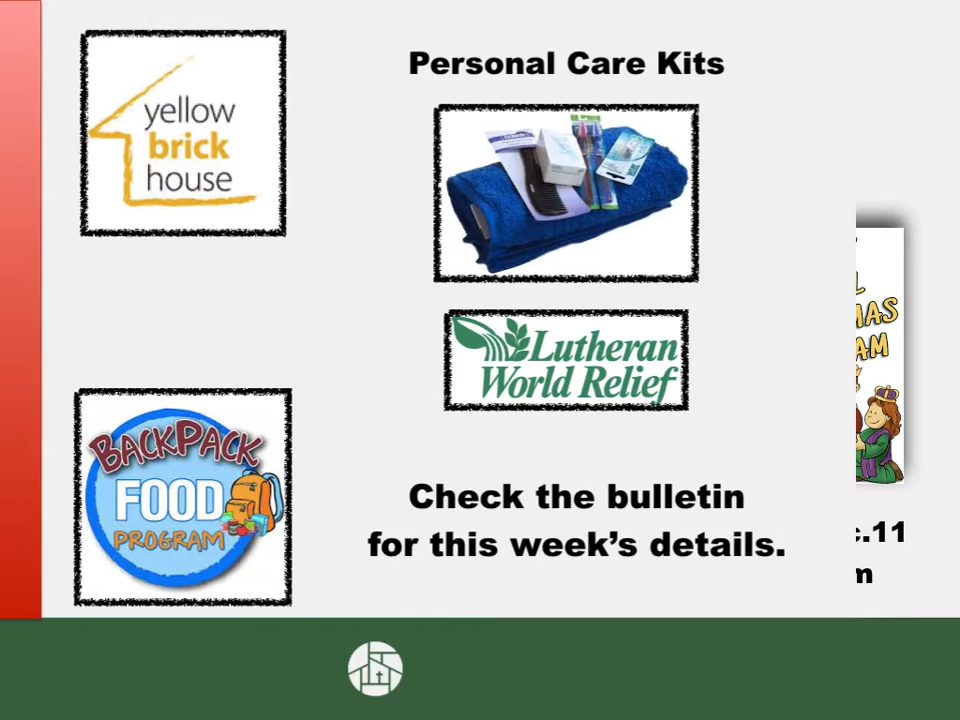 yellow
brick
house
Personal Care Kits
Lutheran
World Relief
BACKPACK
FOOD
PROGRAM
Check the bulletin
for this week's details.
11